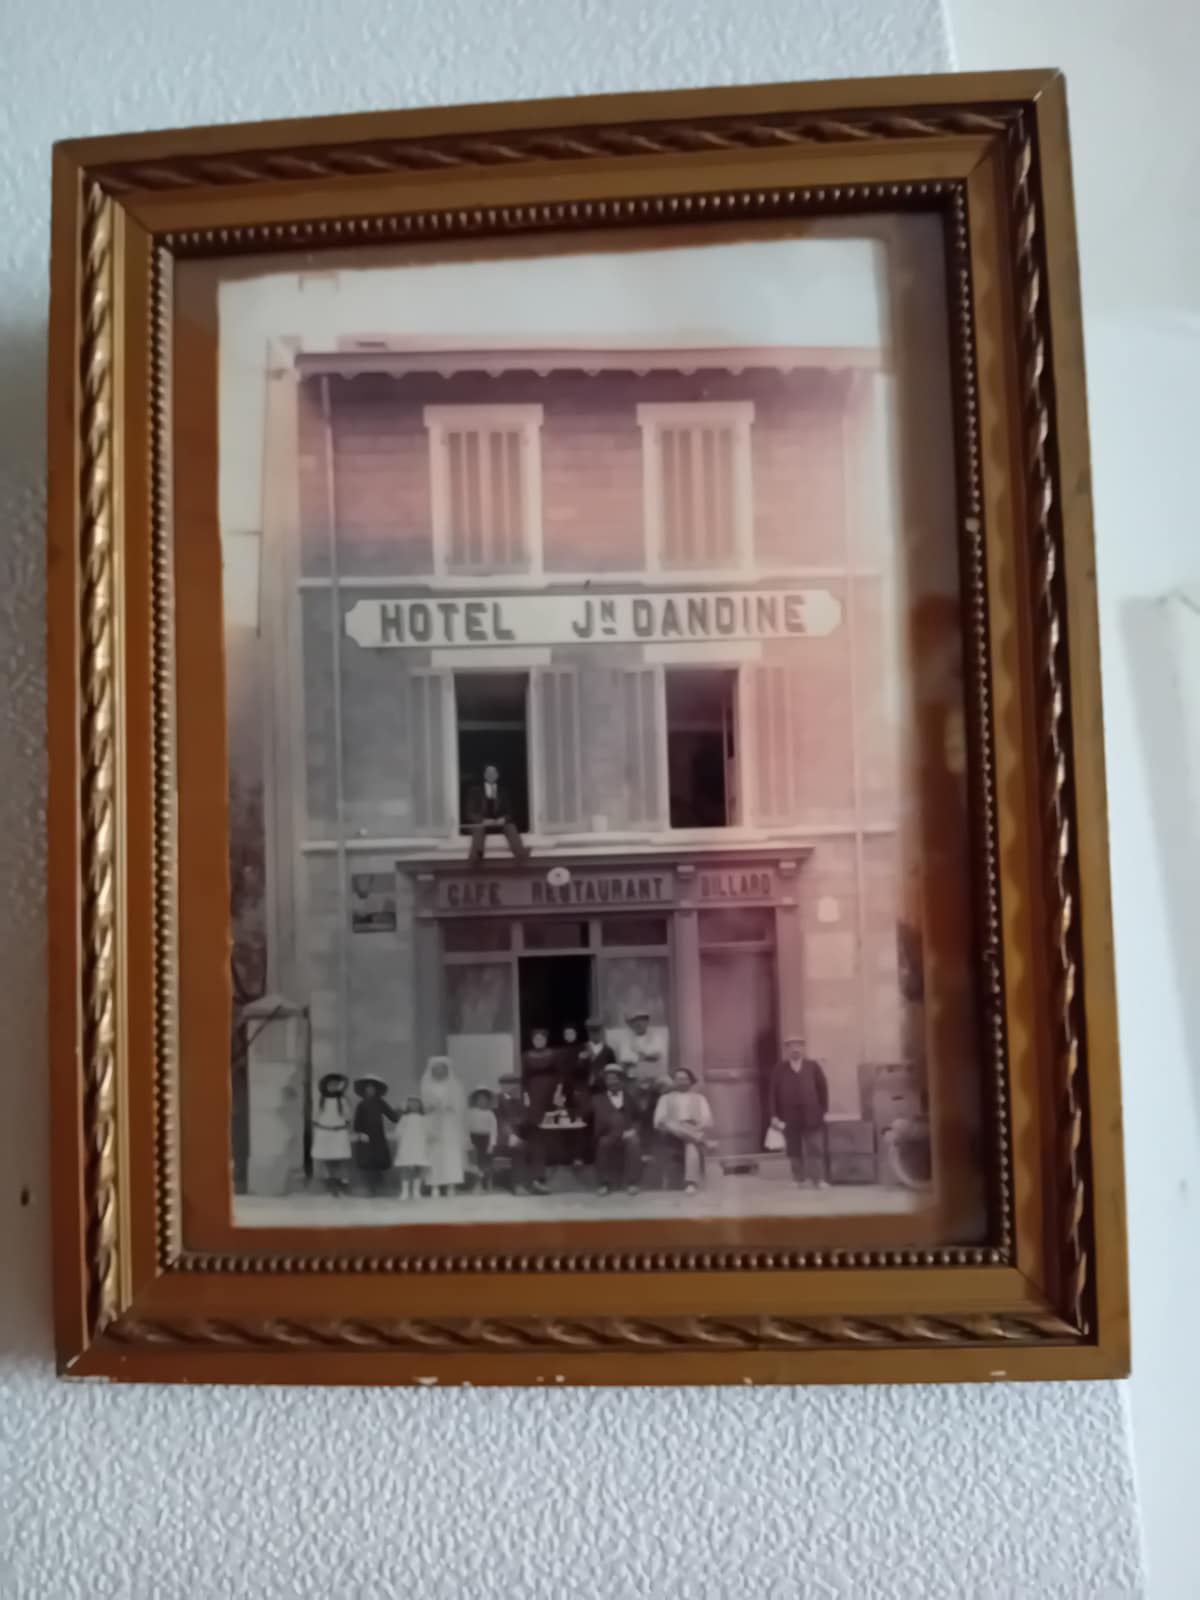 HOTEL JN DANDINE
CAFE RESTAURANT BILLARD